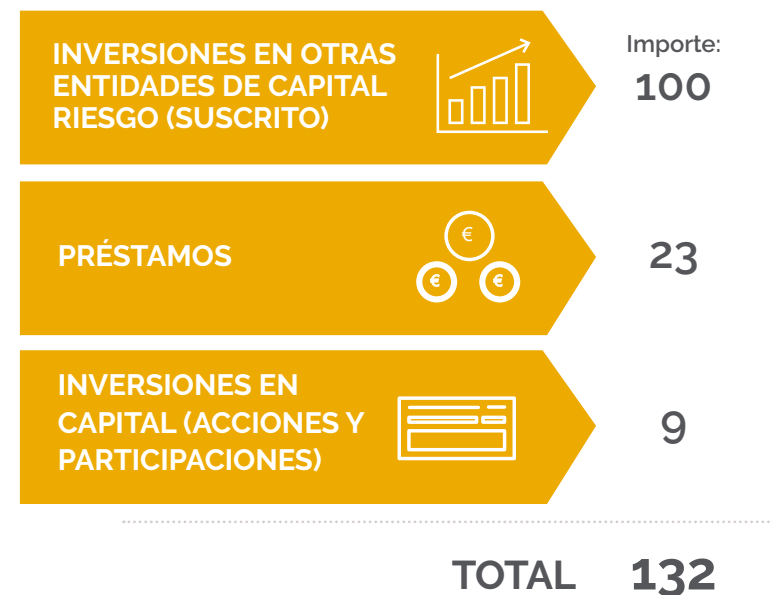 INVERSIONES EN OTRAS
ENTIDADES DE CAPITAL
RIESGO (SUSCRITO)
Importe:
100
PRÉSTAMOS
€
€
€
23
INVERSIONES EN
CAPITAL (ACCIONES Y
PARTICIPACIONES)
9
TOTAL 132